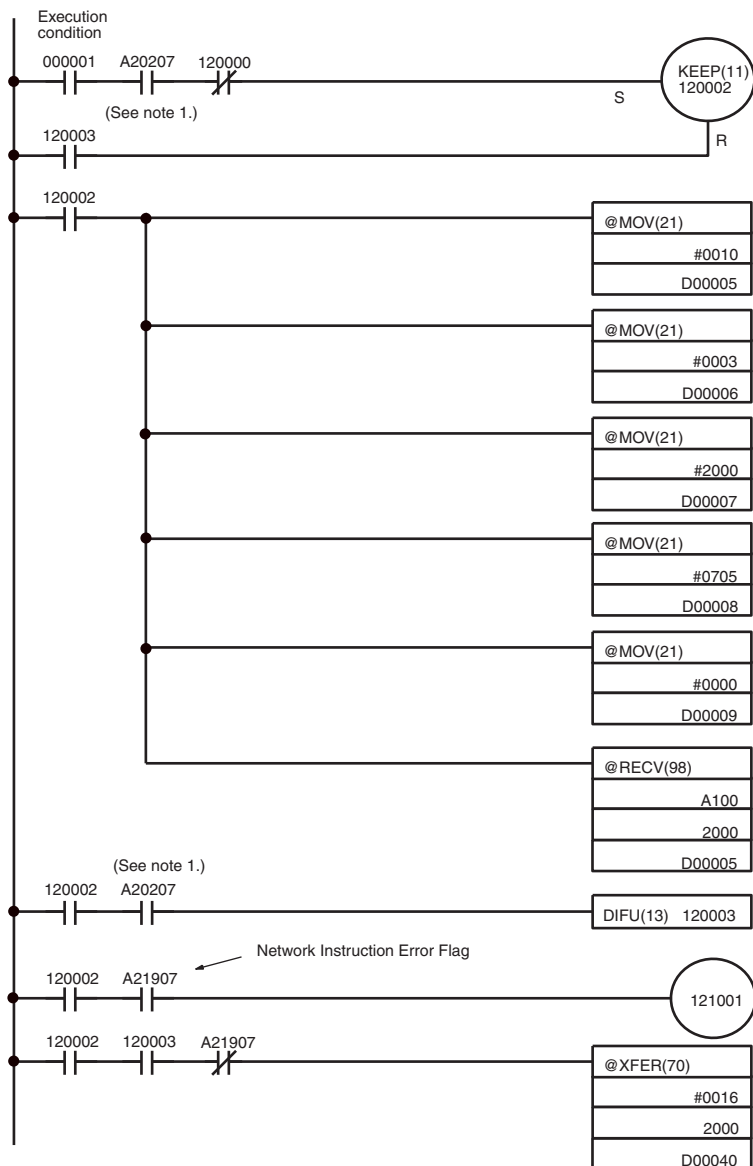 Execution
condition
000001 A20207 120000
KEEP(11)
120002
S
(See note 1.)
R
120003
120002
@MOV(21)
#0010
D00005
@MOV(21)
#0003
D00006
@MOV(21)
#2000
D00007
@MOV(21)
#0705
D00008
@MOV(21)
#0000
D00009
@RECV(98)
A100
2000
D00005
(See note 1.)
120002 A20207
DIFU(13) 120003
Network Instruction Error Flag
120002 A21907
121001
120002 120003 A21907
@XFER(70)
#0016
2000
D00040